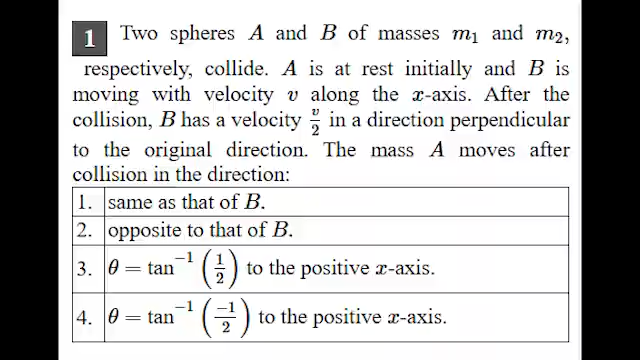 1 Two spheres A and B of masses m₁ and m₂,
respectively, collide. A is at rest initially and B is
moving with velocity v along the x-axis. After the
collision, B has a velocity v/2 in a direction perpendicular
to the original direction. The mass A moves after
collision in the direction:
1. same as that of B.
2. opposite to that of B.
3. θ = tan⁻¹ (1/2) to the positive x-axis.
4. θ = tan⁻¹ (-1/2) to the positive x-axis.